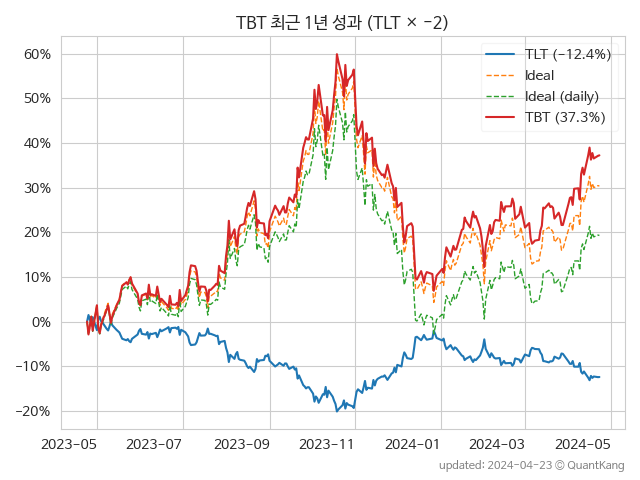 TBT 최근 1년 성과 (TLT × −2)
60%
50%
40%
30%
20%
10%
0%
−10%
−20%
TLT (−12.4%)
Ideal
Ideal (daily)
TBT (37.3%)
2023−05
2023−07
2023−09
2023−11
2024−01
2024−03
2024−05
updated: 2024−04−23 © QuantKang